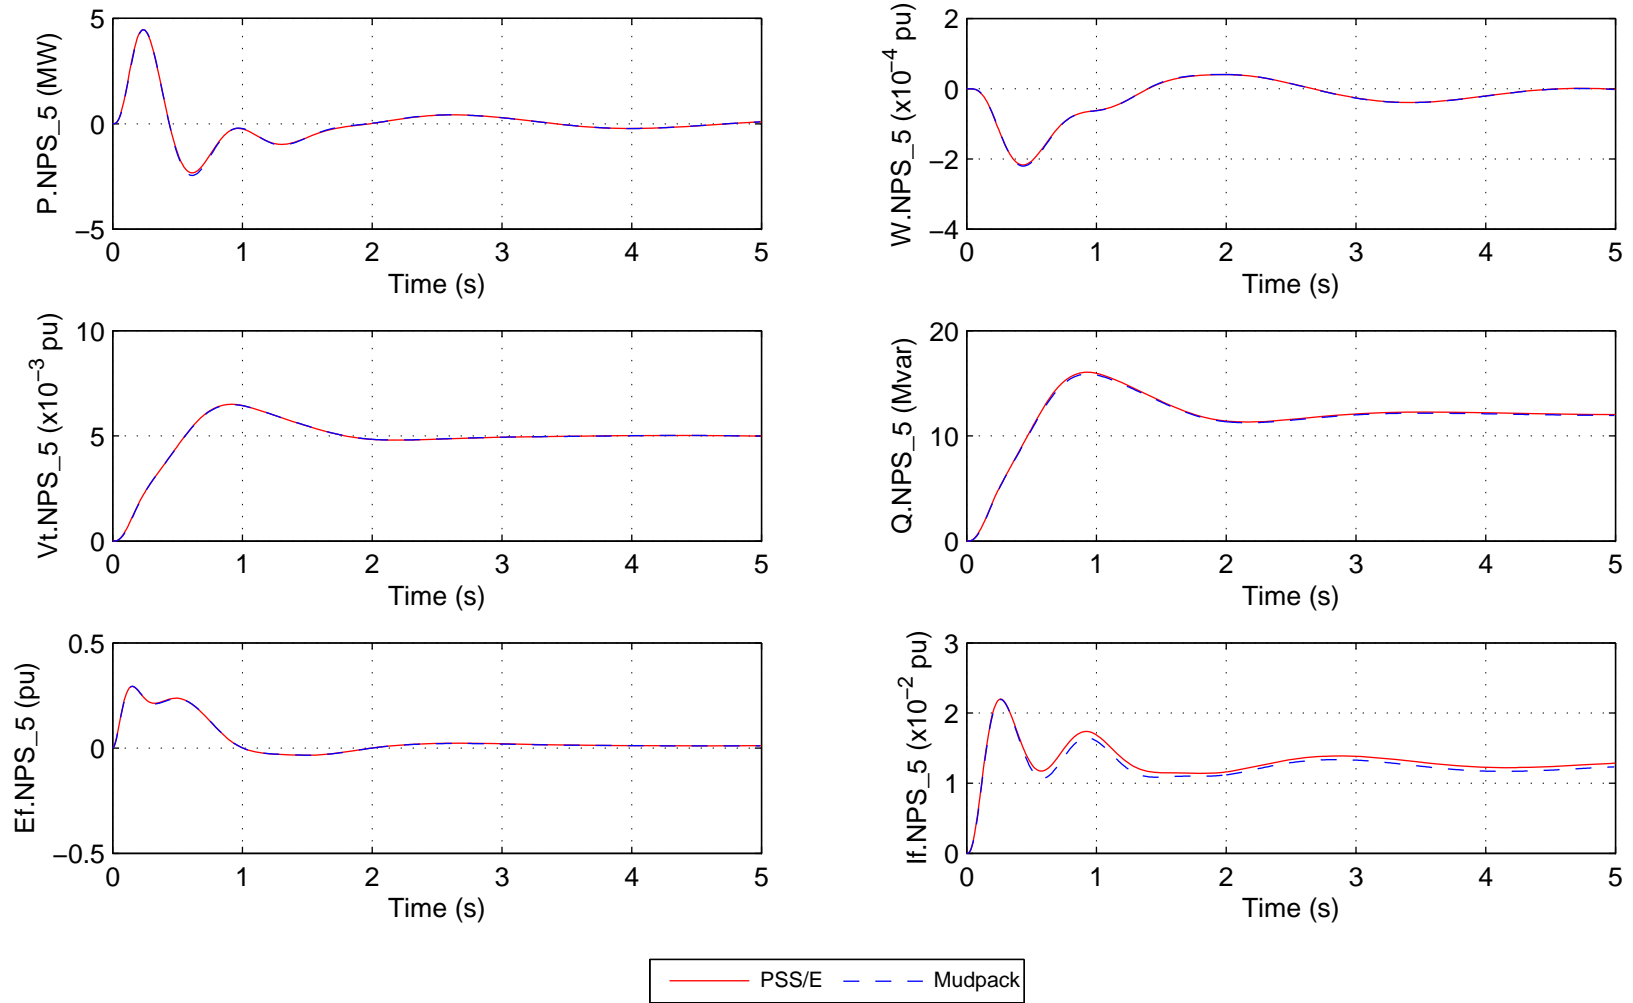 P.NPS_5 (MW)
5
0
−5
0 1 2 3 4 5
Time (s)
W.NPS_5 (x10−4 pu)
2
0
−2
−4
0 1 2 3 4 5
Time (s)
Vt.NPS_5 (x10−3 pu)
10
5
0
0 1 2 3 4 5
Time (s)
Q.NPS_5 (Mvar)
20
10
0
0 1 2 3 4 5
Time (s)
Ef.NPS_5 (pu)
0.5
0
−0.5
0 1 2 3 4 5
Time (s)
If.NPS_5 (x10−2 pu)
3
2
1
0
0 1 2 3 4 5
Time (s)
PSS/E Mudpack